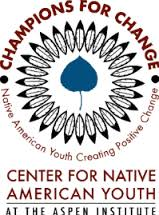 • CHAMPIONS FOR CHANGE •
Native American Youth Creating Positive Change
CENTER FOR NATIVE
AMERICAN YOUTH
AT THE ASPEN INSTITUTE